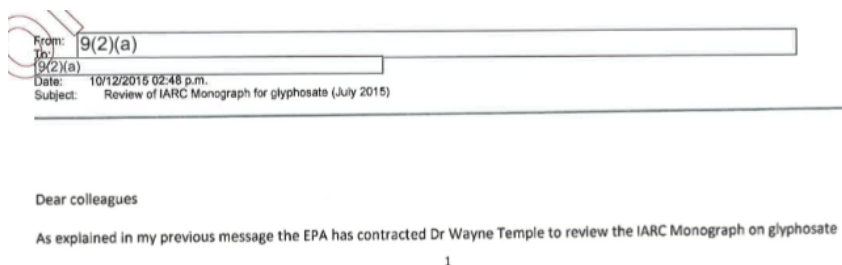 From: 9(2)(a)
To:
9(2)(a)
Date: 10/12/2015 02:48 p.m.
Subject: Review of IARC Monograph for glyphosate (July 2015)
Dear colleagues
As explained in my previous message the EPA has contracted Dr Wayne Temple to review the IARC Monograph on glyphosate
1